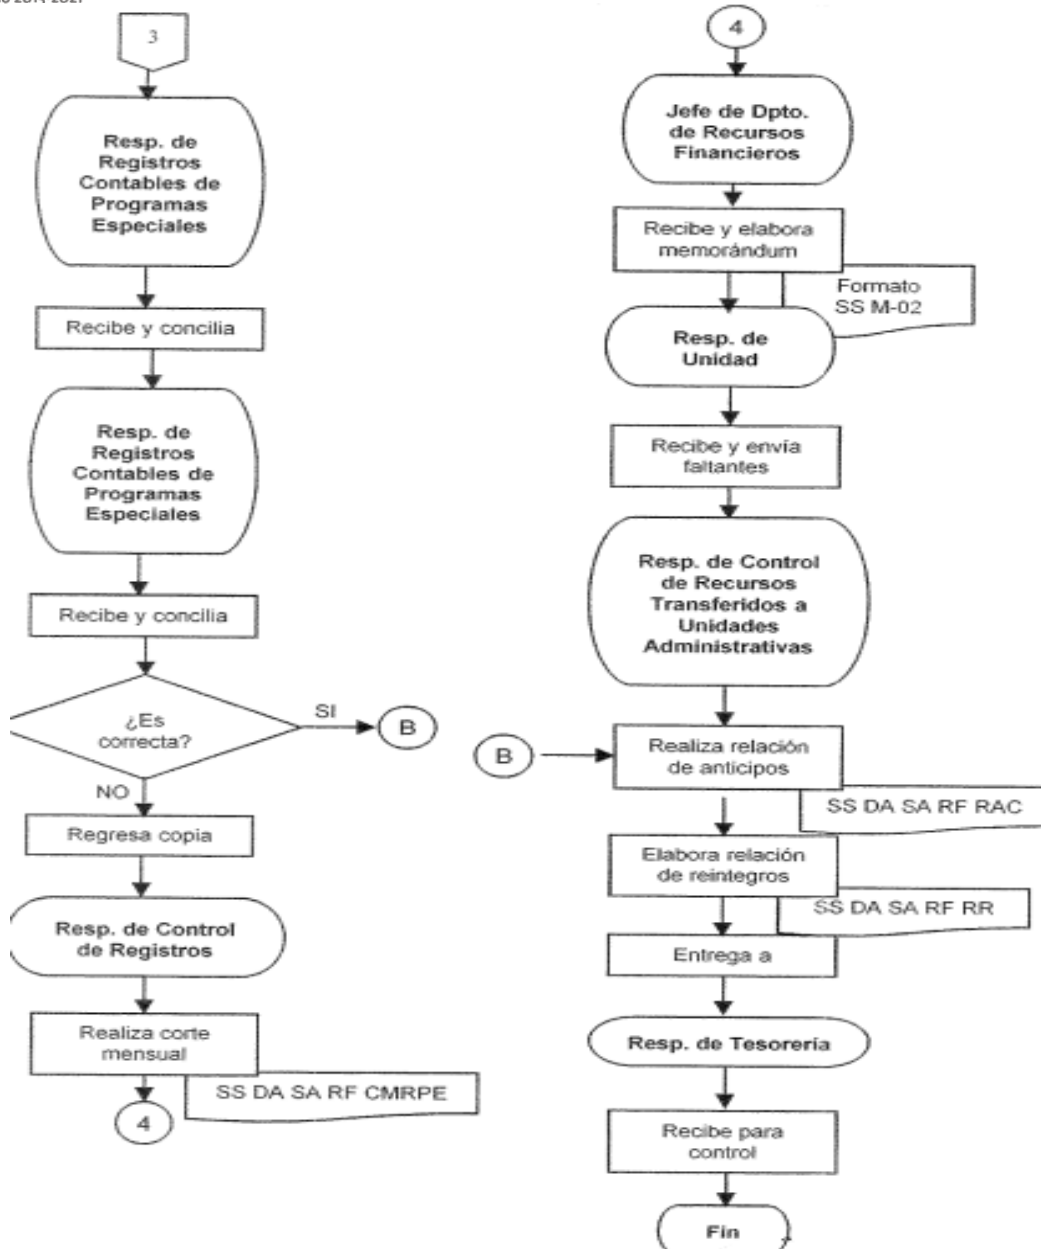 3
Resp. de
Registros
Contables de
Programas
Especiales
Recibe y concilia
Resp. de
Registros
Contables de
Programas
Especiales
Recibe y concilia
¿Es
correcta?
SI
B
NO
Regresa copia
Resp. de Control
de Registros
Realiza corte
mensual
SS DA SA RF CMRPE
4
4
Jefe de Dpto.
de Recursos
Financieros
Recibe y elabora
memorándum
Formato
SS M-02
Resp. de
Unidad
Recibe y envía
faltantes
Resp. de Control
de Recursos
Transferidos a
Unidades
Administrativas
B
Realiza relación
de anticipos
SS DA SA RF RAC
Elabora relación
de reintegros
SS DA SA RF RR
Entrega a
Resp. de Tesorería
Recibe para
control
Fin